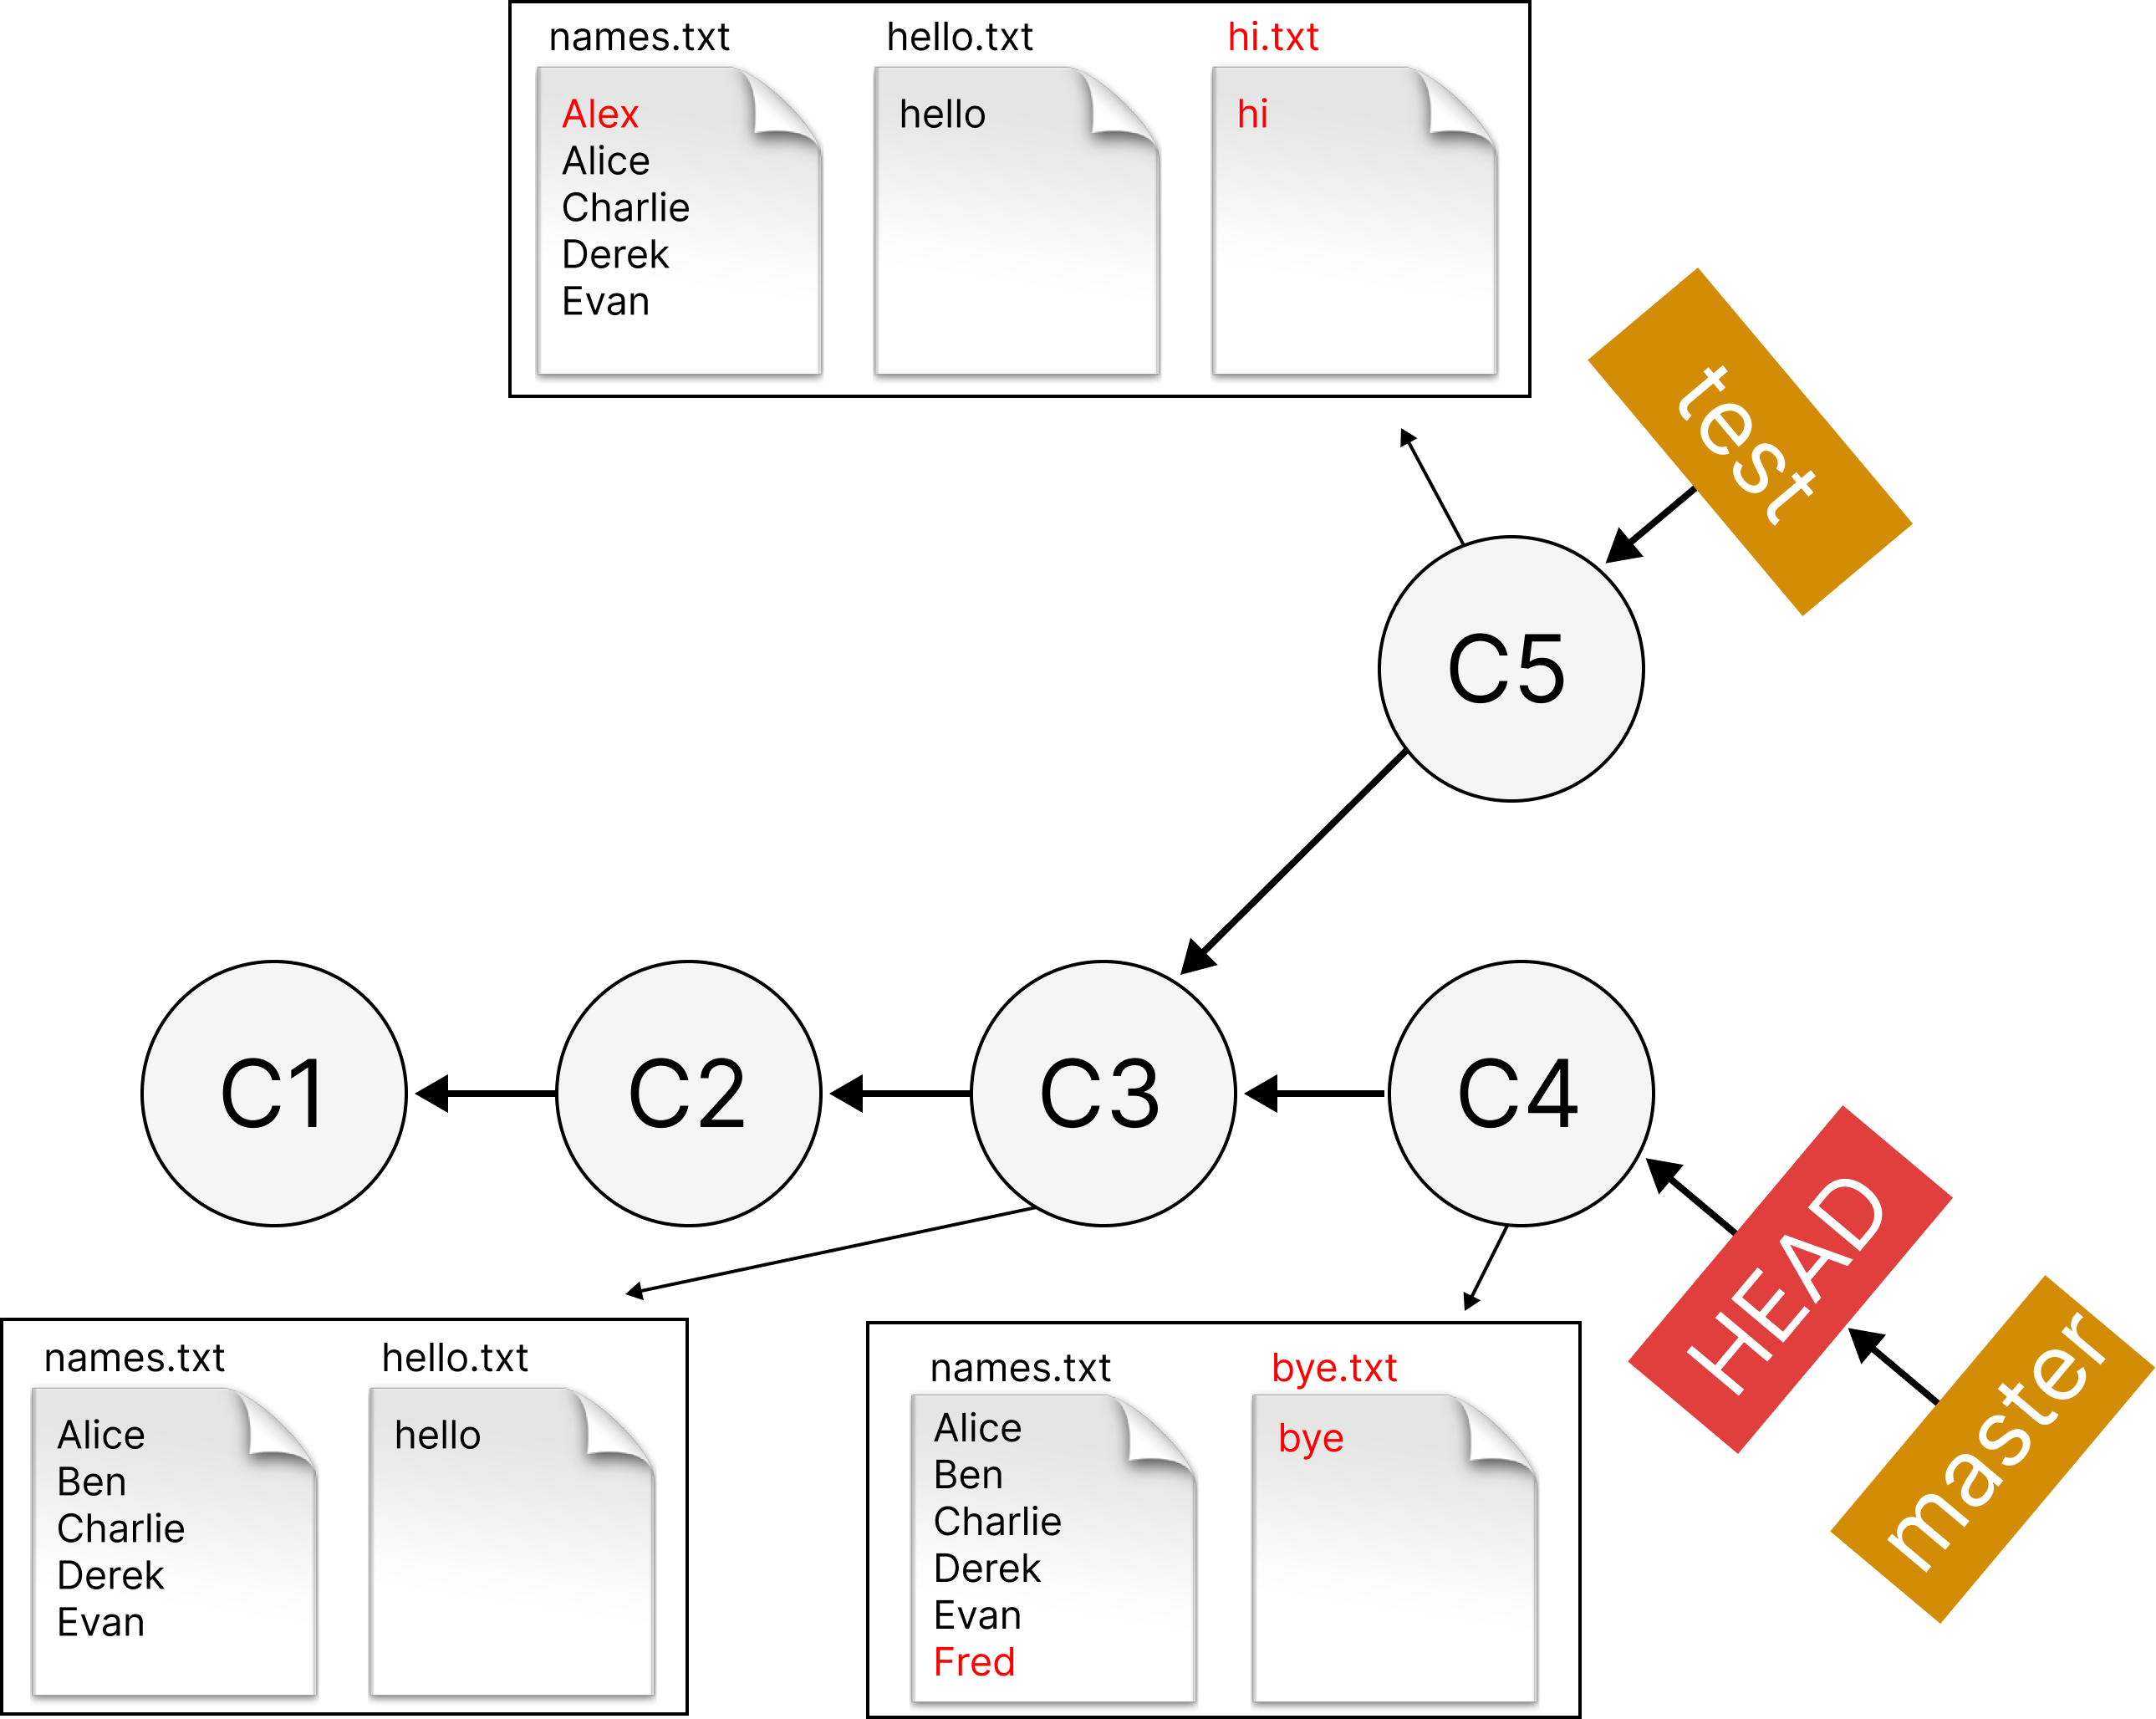 names.txt
Alex
Alice
Charlie
Derek
Evan
hello.txt
hello
hi.txt
hi
test
C5
C1
C2
C3
C4
HEAD
master
names.txt
Alice
Ben
Charlie
Derek
Evan
hello.txt
hello
names.txt
Alice
Ben
Charlie
Derek
Evan
Fred
bye.txt
bye